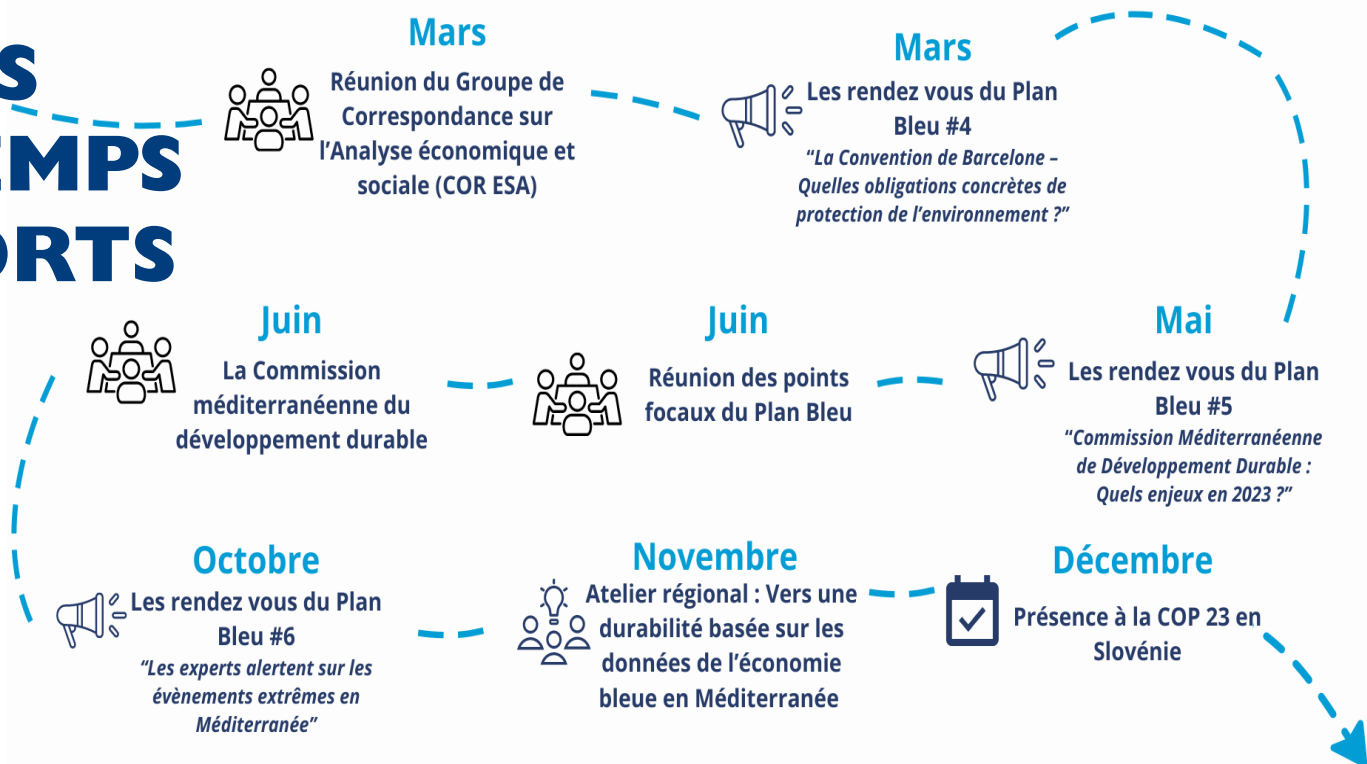 S
EMPS
ORTS
Mars
Réunion du Groupe de
Correspondance sur
l’Analyse économique et
sociale (COR ESA)
Mars
Les rendez vous du Plan
Bleu #4
“La Convention de Barcelone –
Quelles obligations concrètes de
protection de l’environnement ?”
Mai
Les rendez vous du Plan
Bleu #5
“Commission Méditerranéenne
de Développement Durable :
Quels enjeux en 2023 ?”
Juin
Réunion des points
focaux du Plan Bleu
Juin
La Commission
méditerranéenne du
développement durable
Octobre
Les rendez vous du Plan
Bleu #6
“Les experts alertent sur les
évènements extrêmes en
Méditerranée”
Novembre
Atelier régional : Vers une
durabilité basée sur les
données de l’économie
bleue en Méditerranée
Décembre
Présence à la COP 23 en
Slovénie